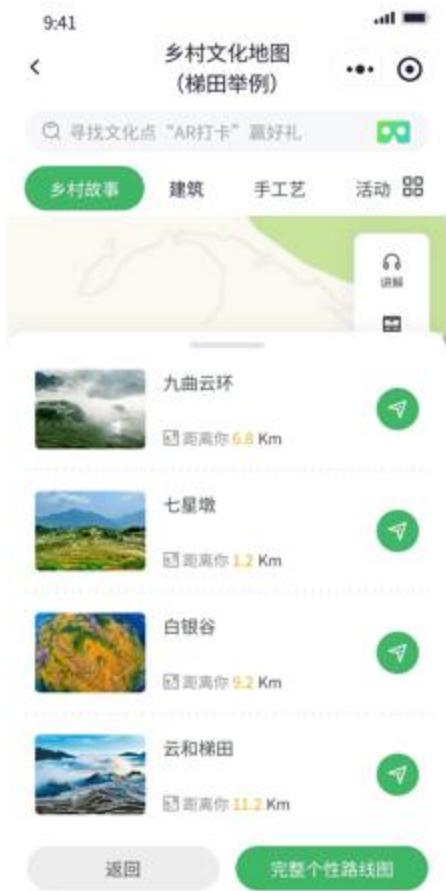 9:41
乡村文化地图
（梯田举例）
寻找文化点“AR打卡”赢好礼
乡村故事 建筑 手工艺 活动
讲解
九曲云环
距离你 6.8 Km
七星墩
距离你 1.2 Km
白银谷
距离你 9.2 Km
云和梯田
距离你 11.2 Km
返回 完整个性路线图